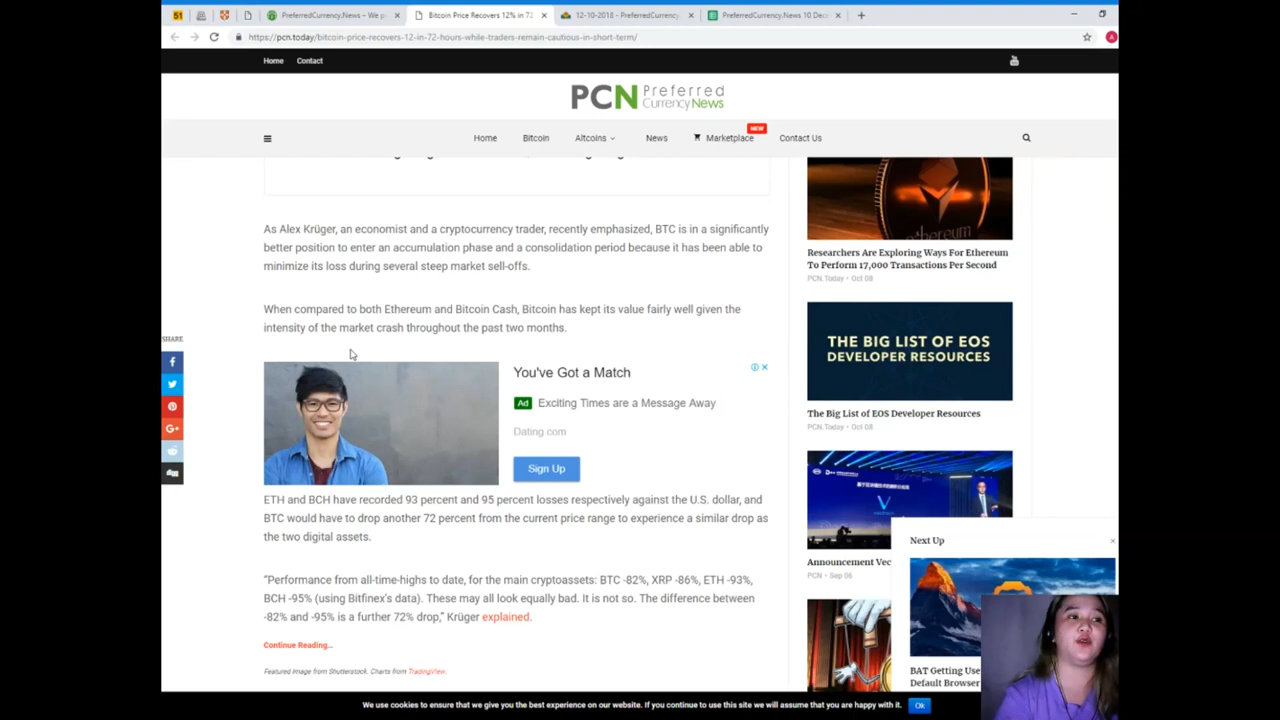 51
PreferredCurrency.News – We p
Bitcoin Price Recovers 12% in 72
12-10-2018 - PreferredCurrency.
PreferredCurrency.News 10 Dec
https://pcn.today/bitcoin-price-recovers-12-in-72-hours-while-traders-remain-cautious-in-short-term/
A
Home Contact
You Tube
PCN Preferred
CurrencyNews
Home Bitcoin Altcoins News Marketplace NEW Contact Us
As Alex Krüger, an economist and a cryptocurrency trader, recently emphasized, BTC is in a significantly
better position to enter an accumulation phase and a consolidation period because it has been able to
minimize its loss during several steep market sell-offs.
When compared to both Ethereum and Bitcoin Cash, Bitcoin has kept its value fairly well given the
intensity of the market crash throughout the past two months.
SHARE
You've Got a Match
Ad Exciting Times are a Message Away
Dating.com
Sign Up
ETH and BCH have recorded 93 percent and 95 percent losses respectively against the U.S. dollar, and
BTC would have to drop another 72 percent from the current price range to experience a similar drop as
the two digital assets.
“Performance from all-time-highs to date, for the main cryptoassets: BTC -82%, XRP -86%, ETH -93%,
BCH -95% (using Bitfinex's data). These may all look equally bad. It is not so. The difference between
-82% and -95% is a further 72% drop,” Krüger explained.
Continue Reading...
Featured Image from Shutterstock. Charts from TradingView.
ethereum
Researchers Are Exploring Ways For Ethereum
To Perform 17,000 Transactions Per Second
PCN.Today • Oct 08
THE BIG LIST OF EOS
DEVELOPER RESOURCES
The Big List of EOS Developer Resources
PCN.Today • Oct 08
Announcement Vec
PCN • Sep 06
Next Up
BAT Getting Use
Default Browser
We use cookies to ensure that we give you the best experience on our website. If you continue to use this site we will assume that you are happy with it. Ok